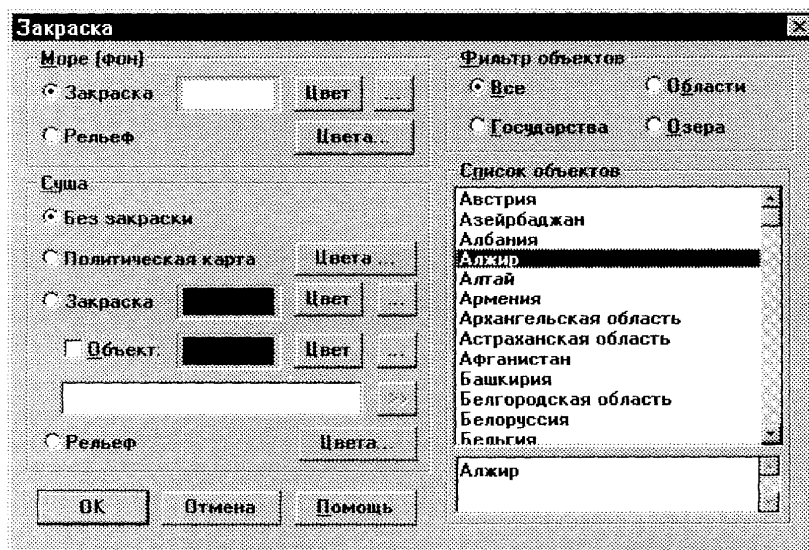 Закраска
Море (фон)
Закраска Цвет ...
Рельеф Цвета...
Суша
Без закраски
Политическая карта Цвета ...
Закраска Цвет ...
Объект: Цвет ...
>>
Рельеф Цвета...
OK Отмена Помощь
Фильтр объектов
Все Области
Государства Озера
Список объектов
Австрия
Азейрбаджан
Албания
Алжир
Алтай
Армения
Архангельская область
Астраханская область
Афганистан
Башкирия
Белгородская область
Белоруссия
Бельгия
Алжир